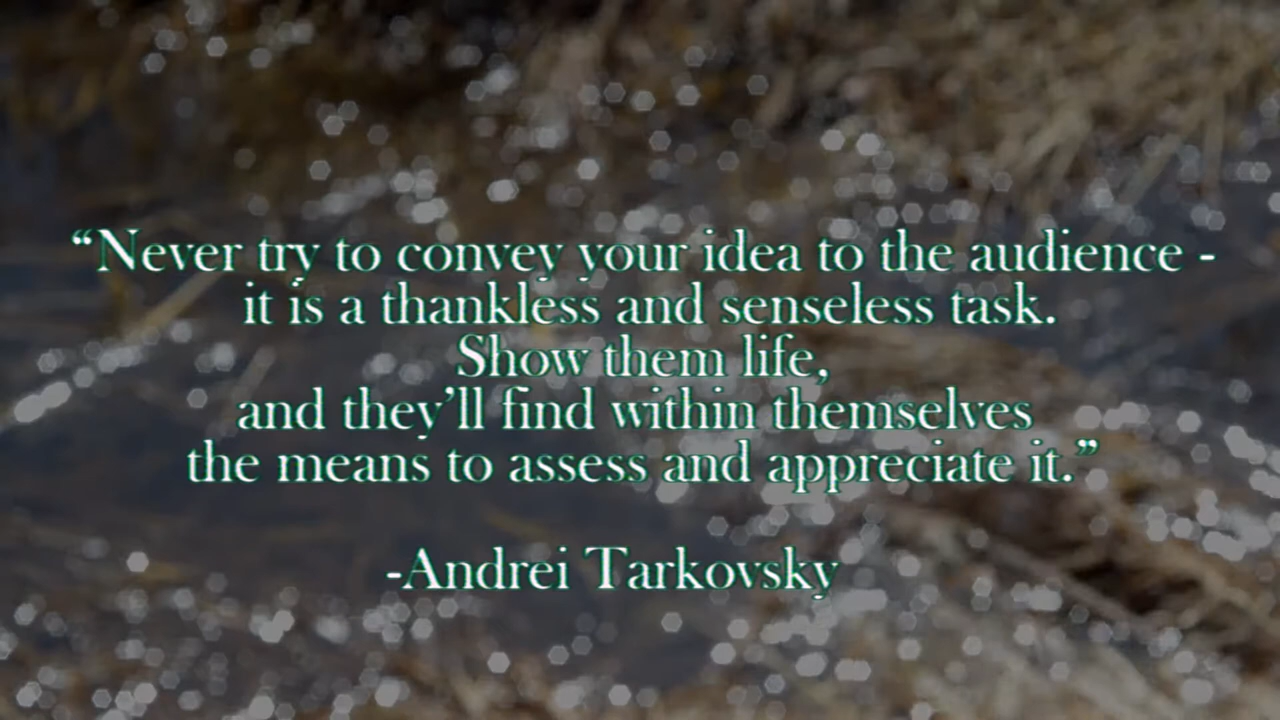 “Never try to convey your idea to the audience -
it is a thankless and senseless task.
Show them life,
and they’ll find within themselves
the means to assess and appreciate it.”
-Andrei Tarkovsky